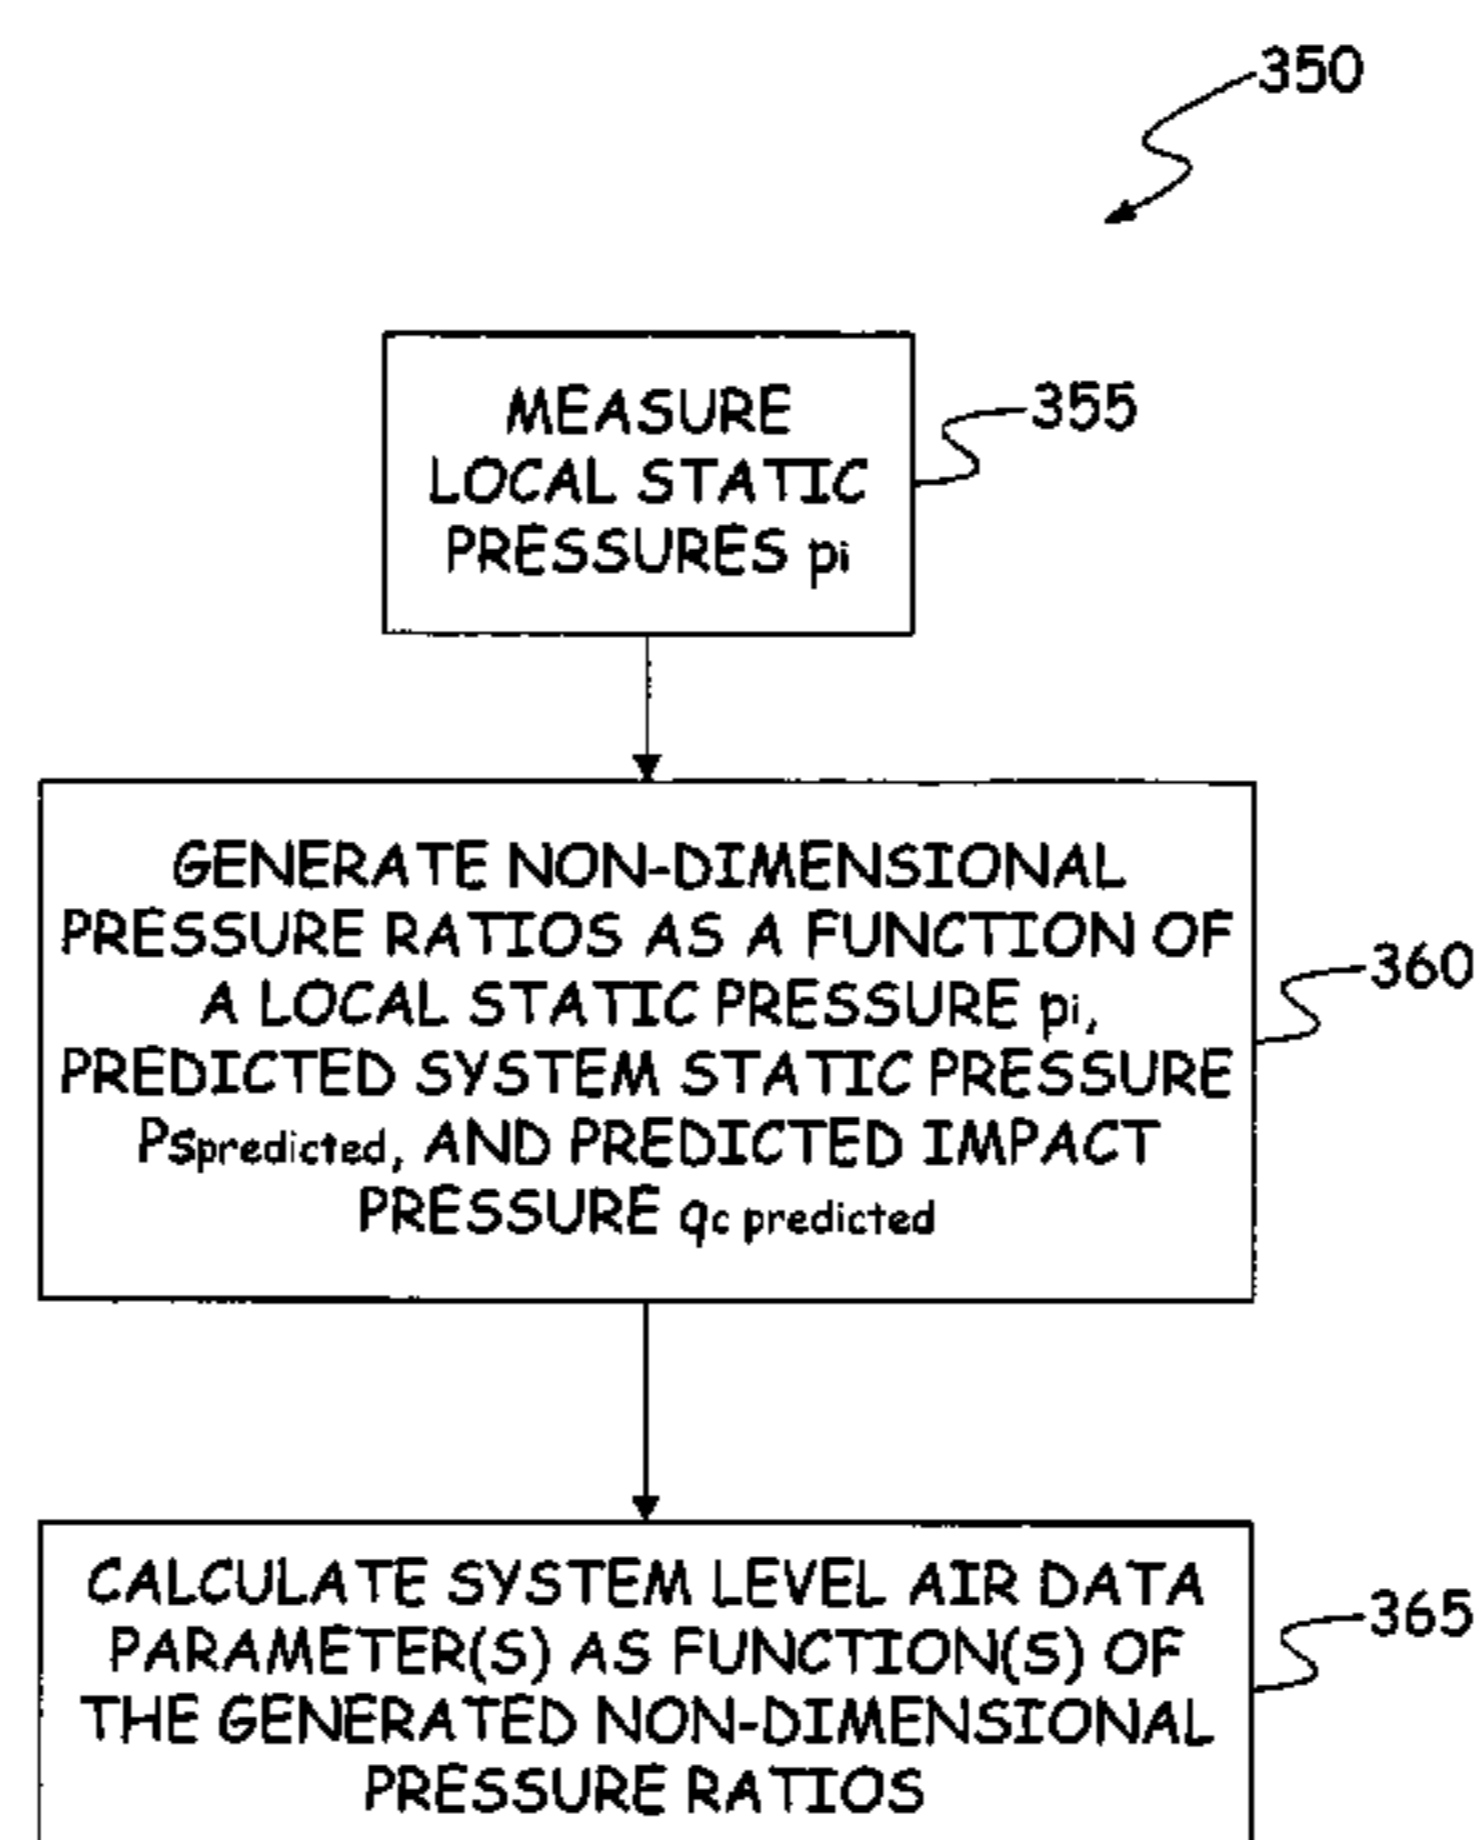 350
MEASURE
LOCAL STATIC
PRESSURES pi
355
GENERATE NON-DIMENSIONAL
PRESSURE RATIOS AS A FUNCTION OF
A LOCAL STATIC PRESSURE pi,
PREDICTED SYSTEM STATIC PRESSURE
Pspredicted, AND PREDICTED IMPACT
PRESSURE qc predicted
360
CALCULATE SYSTEM LEVEL AIR DATA
PARAMETER(S) AS FUNCTION(S) OF
THE GENERATED NON-DIMENSIONAL
PRESSURE RATIOS
365